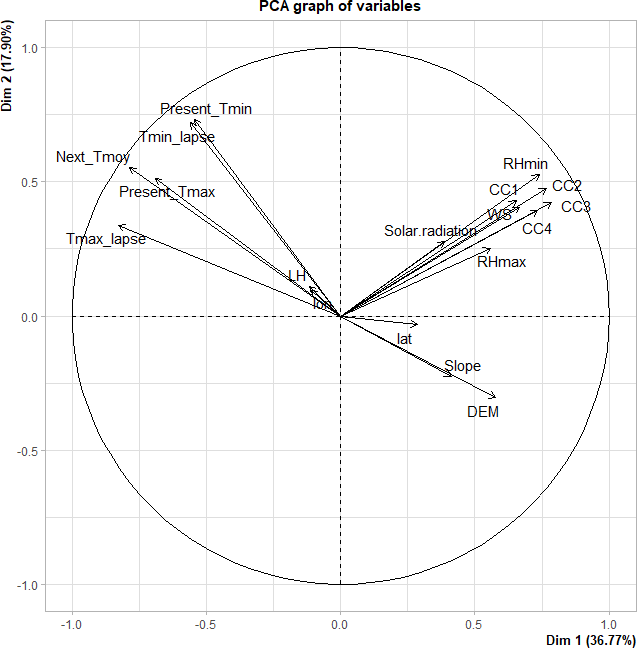 PCA graph of variables
Dim 2 (17.90%)
1.0
Present_Tmin
Tmin_lapse
Next_Tmoy
RHmin
0.5
Present_Tmax
CC1
CC2
WS
CC3
Solar.radiation
CC4
Tmax_lapse
RHmax
LH
lon
0.0
lat
Slope
DEM
-0.5
-1.0
-1.0
-0.5
0.0
0.5
1.0
Dim 1 (36.77%)